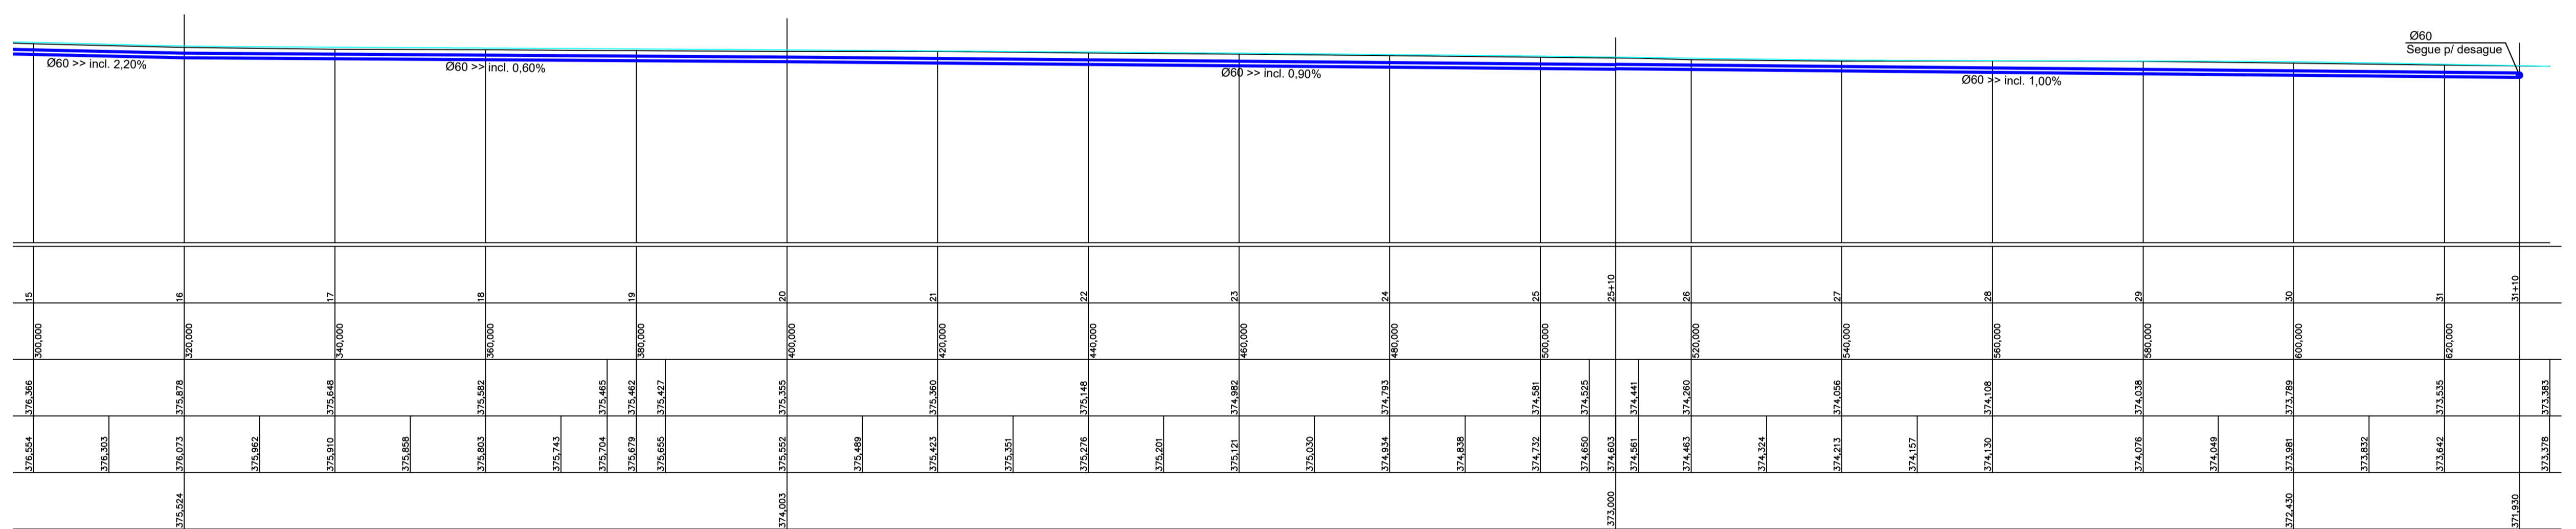 Ø60
Segue p/ desague
Ø60 >> incl. 2,20%
Ø60 >> incl. 0,60%
Ø60 >> incl. 0,90%
Ø60 >> incl. 1,00%
15 16 17 18 19 20 21 22 23 24 25 25+10 26 27 28 29 30 31 31+10
300,000 320,000 340,000 360,000 380,000 400,000 420,000 440,000 460,000 480,000 500,000 520,000 540,000 560,000 580,000 600,000 620,000
376,366 375,878 375,648 375,582 375,465 375,462 375,427 375,355 375,360 375,148 374,982 374,793 374,581 374,525 374,441 374,260 374,056 374,108 374,038 373,789 373,535 373,383
376,554 376,303 376,073 375,962 375,910 375,858 375,803 375,743 375,704 375,679 375,655 375,552 375,489 375,423 375,351 375,276 375,201 375,121 375,030 374,934 374,838 374,732 374,650 374,603 374,561 374,463 374,324 374,213 374,157 374,130 374,076 374,049 373,981 373,832 373,642 373,378
375,524 374,003 373,000 372,430 371,930